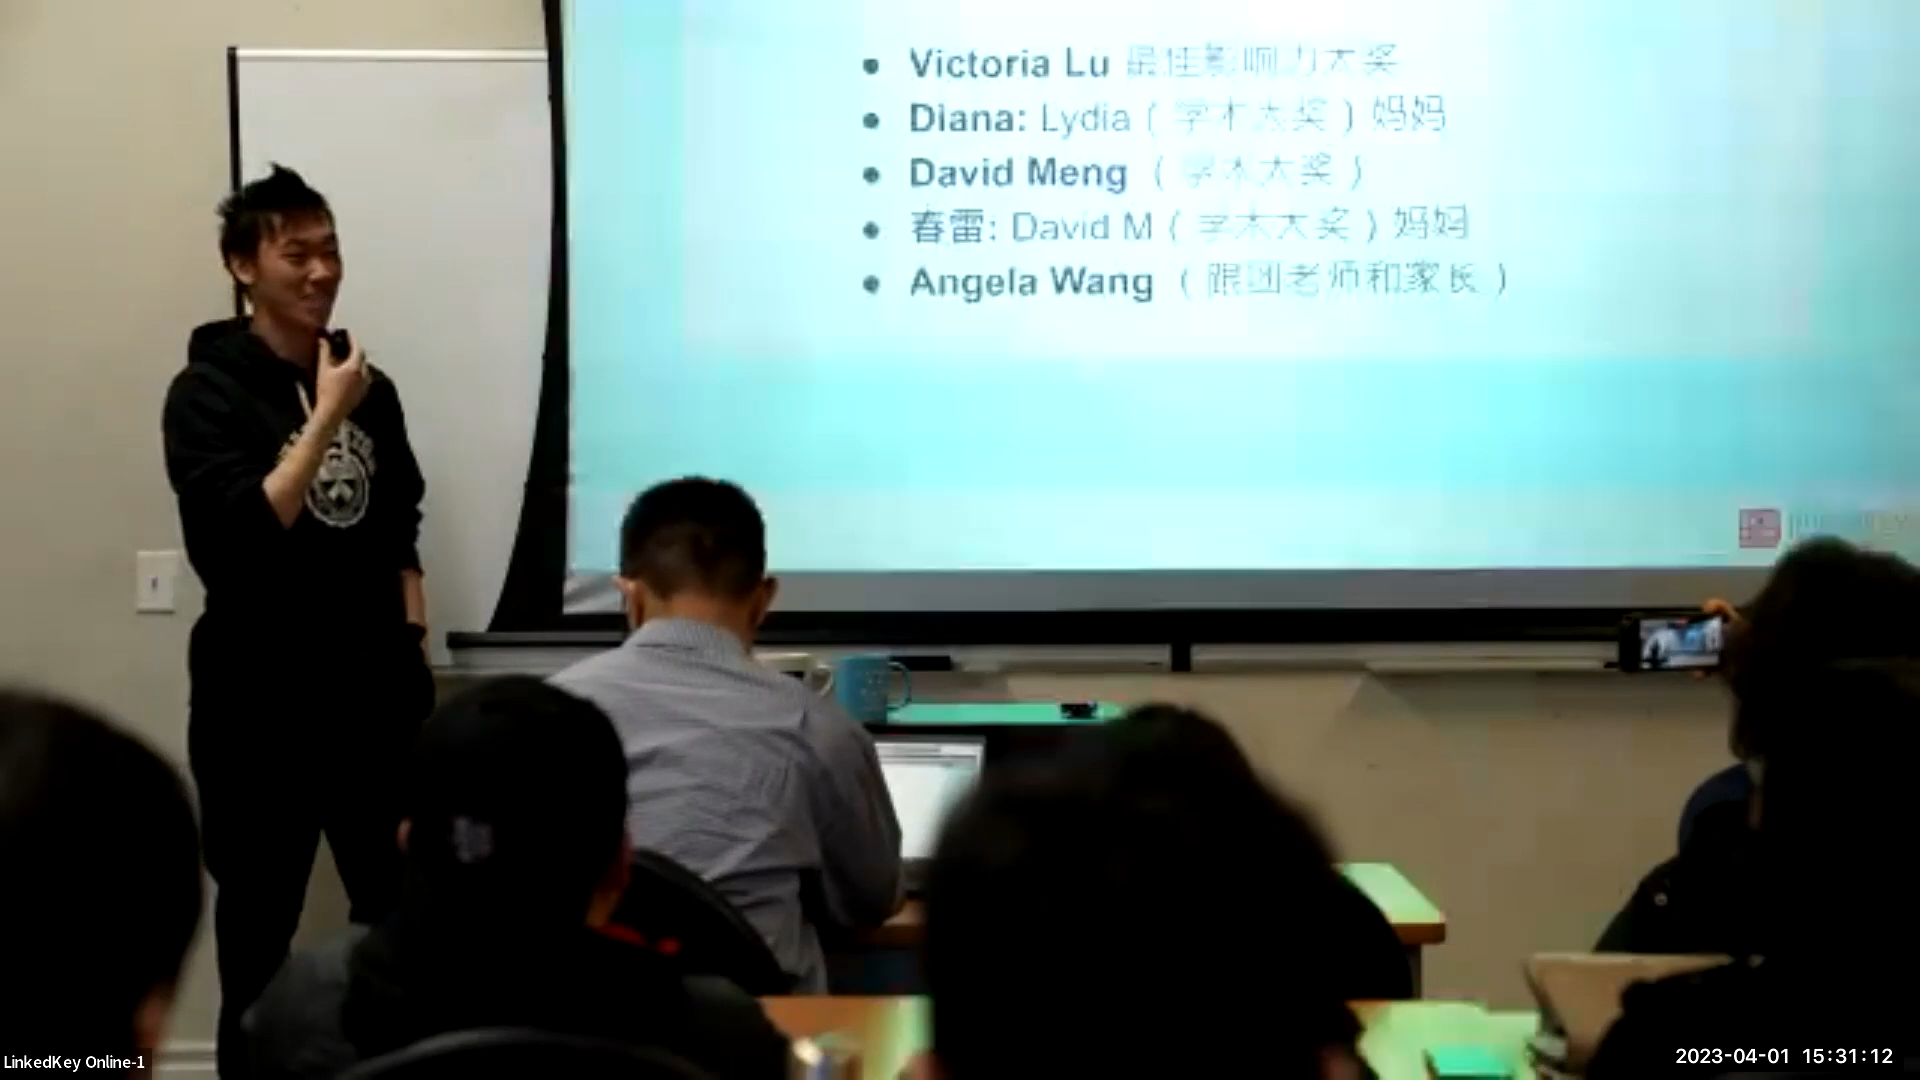 Victoria Lu 最佳影响力大奖
Diana: Lydia ( 学术大奖 ) 妈妈
David Meng ( 学术大奖 )
春雷: David M ( 学术大奖 ) 妈妈
Angela Wang ( 跟团老师和家长 )
LinkedKey Online-1
2023-04-01 15:31:12